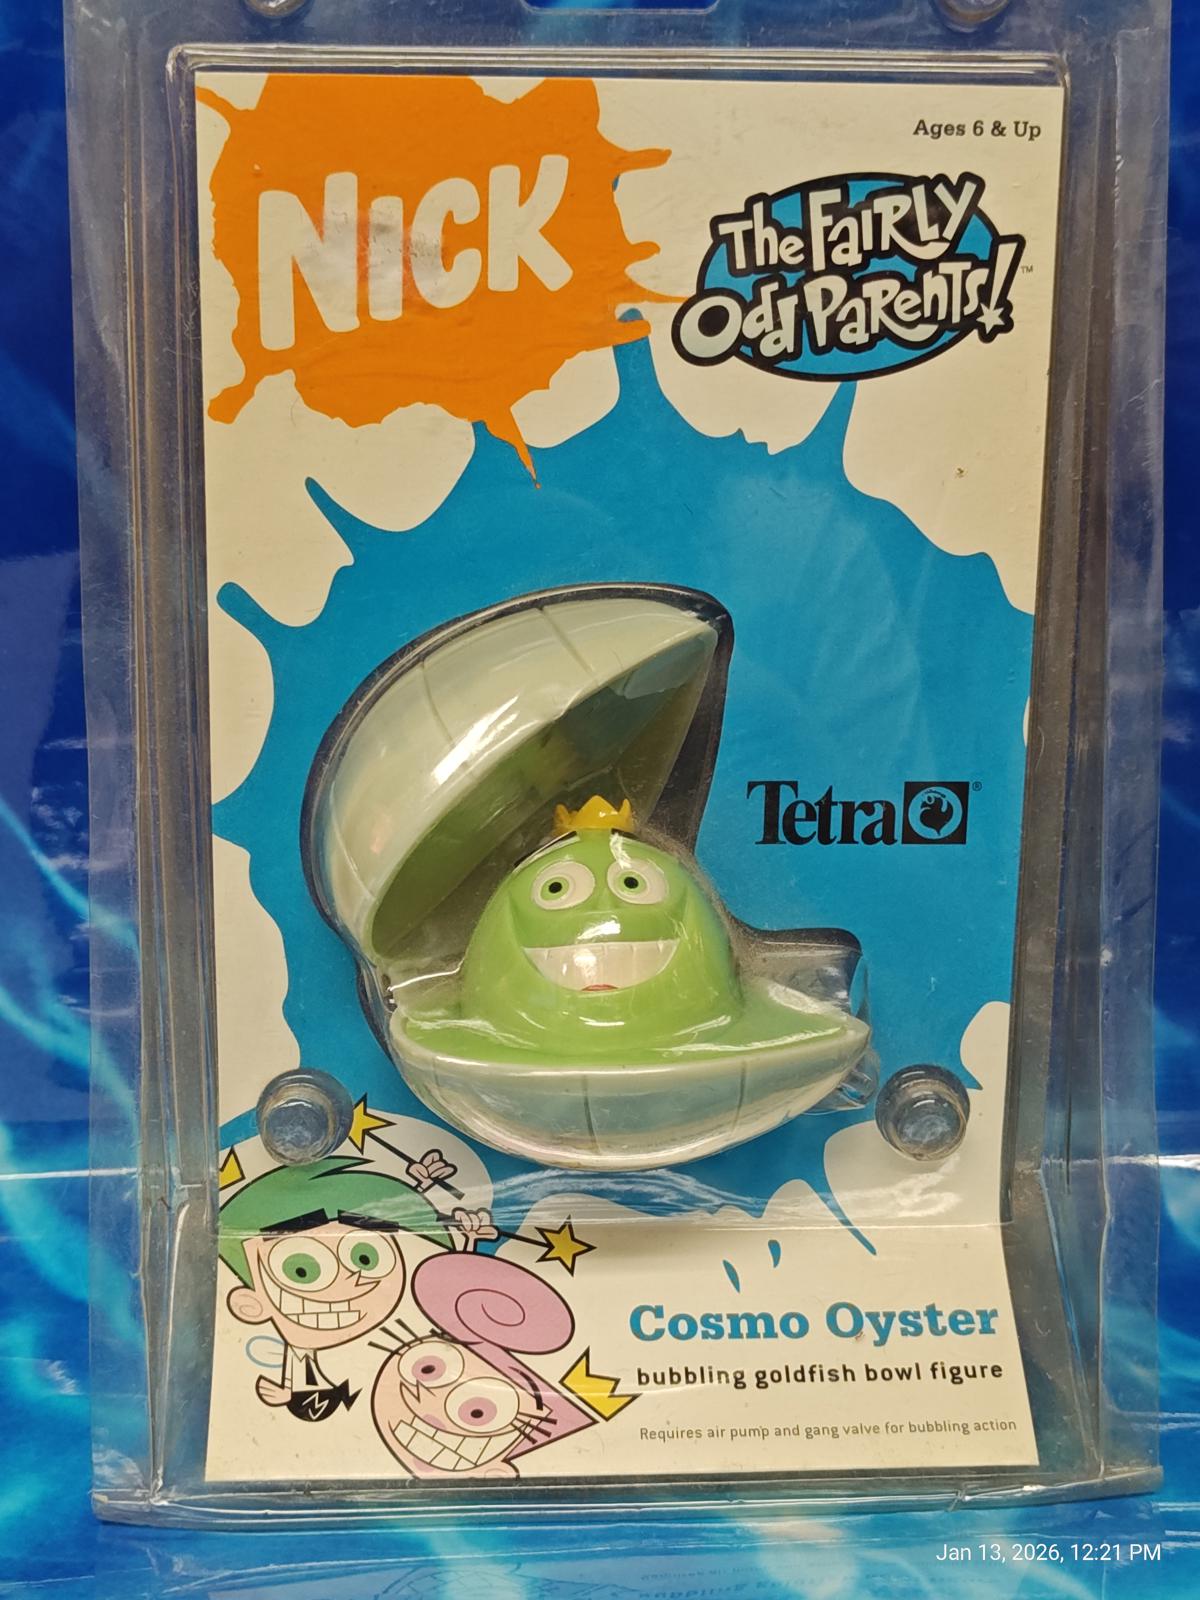 Ages 6 & Up
NICK
The Fairly
Odd Parents!™
Tetra®
Cosmo Oyster
bubbling goldfish bowl figure
Requires air pump and gang valve for bubbling action
Jan 13, 2026, 12:21 PM